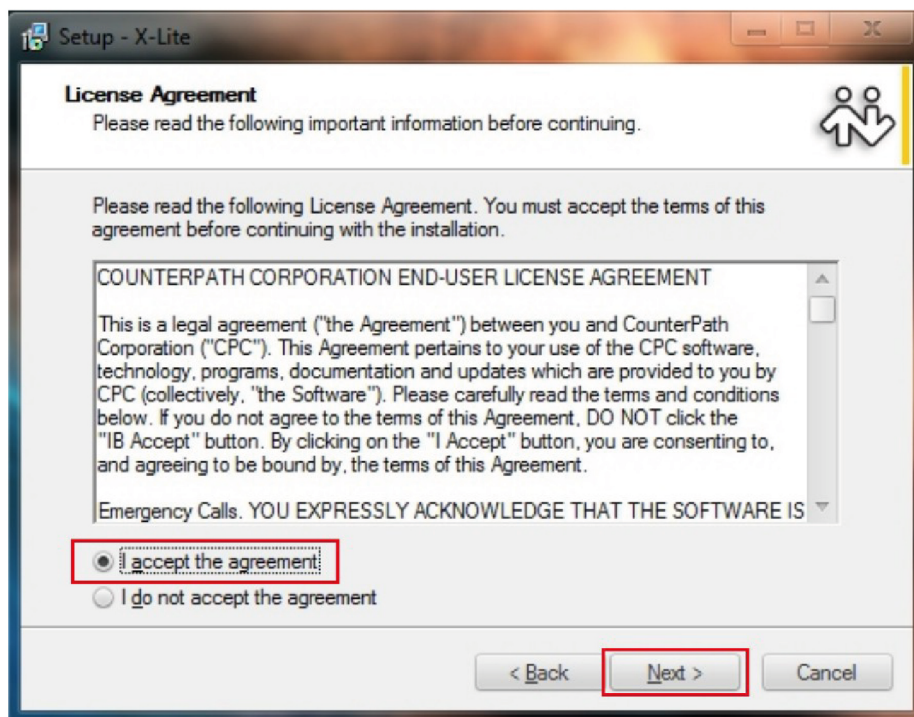 Setup - X-Lite
License Agreement
Please read the following important information before continuing.
Please read the following License Agreement. You must accept the terms of this
agreement before continuing with the installation.
COUNTERPATH CORPORATION END-USER LICENSE AGREEMENT
This is a legal agreement ("the Agreement") between you and CounterPath
Corporation ("CPC"). This Agreement pertains to your use of the CPC software,
technology, programs, documentation and updates which are provided to you by
CPC (collectively, "the Software"). Please carefully read the terms and conditions
below. If you do not agree to the terms of this Agreement, DO NOT click the
"IB Accept" button. By clicking on the "I Accept" button, you are consenting to,
and agreeing to be bound by, the terms of this Agreement.
Emergency Calls. YOU EXPRESSLY ACKNOWLEDGE THAT THE SOFTWARE IS
I accept the agreement
I do not accept the agreement
< Back Next > Cancel